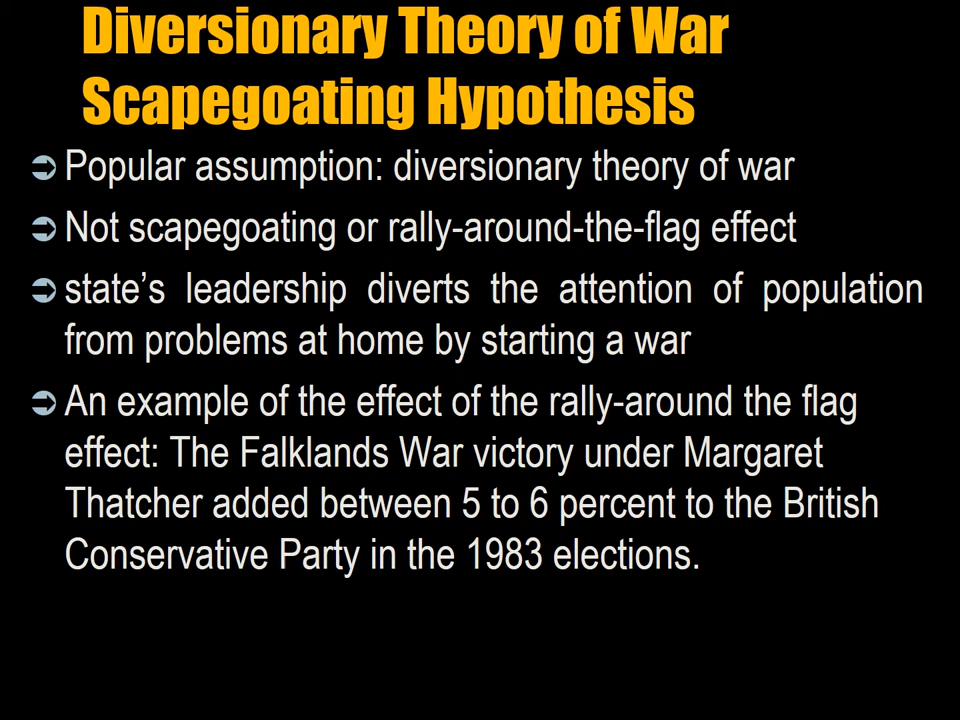 Diversionary Theory of War
Scapegoating Hypothesis
Popular assumption: diversionary theory of war
Not scapegoating or rally-around-the-flag effect
state’s leadership diverts the attention of population
from problems at home by starting a war
An example of the effect of the rally-around the flag
effect: The Falklands War victory under Margaret
Thatcher added between 5 to 6 percent to the British
Conservative Party in the 1983 elections.